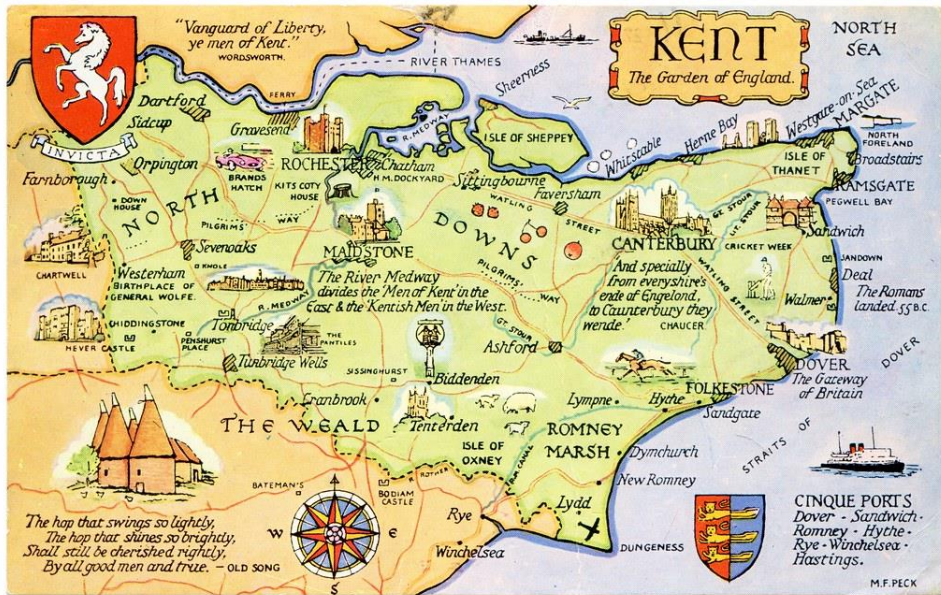 "Vanguard of Liberty,
ye men of Kent."
WORDSWORTH.
KENT
The Garden of England.
NORTH
SEA
INVICTA
RIVER THAMES
FERRY
Sheerness
Dartford
Sidcup
Gravesend
Orpington
Farnborough
BRANDS
HATCH
ROCHESTER
Chatham
H.M. DOCKYARD
R. MEDWAY
ISLE OF SHEPPEY
Whitstable
Herne Bay
Westgate-on-Sea
MARGATE
NORTH
FORELAND
Broadstairs
ISLE OF
THANET
RAMSGATE
PEGWELL BAY
DOWN
HOUSE
NORTH
DOWNS
KITS COTY
HOUSE
PILGRIMS' WAY
Sittingbourne
Faversham
WATLING STREET
CANTERBURY
GT. STOUR
Sandwich
CRICKET WEEK
SANDOWN
Deal
The Romans
landed 55 B.C.
Walmer
CHARTWELL
Sevenoaks
KNOLE
Westerham
BIRTHPLACE OF
GENERAL WOLFE.
MAIDSTONE
The River Medway
divides the 'Men of Kent' in the
East & the 'Kentish Men in the West.
R. MEDWAY
PILGRIMS' WAY
And specially
from everyshire's
ende of Engelond,
to Caunterbury they
wende.'
CHAUCER
WATLING STREET
CHIDDINGSTONE
HEVER CASTLE
PENSHURST
PLACE
Tonbridge
THE
PANTILES
Tunbridge Wells
GT. STOUR
Ashford
DOVER
The Gateway
of Britain
STRAITS OF DOVER
SISSINGHURST
Biddenden
Cranbrook
Tenterden
THE WEALD
Lympne
Hythe
FOLKESTONE
Sandgate
ISLE OF
OXNEY
ROMNEY
MARSH
Dymchurch
New Romney
Lydd
DUNGENESS
BATEMAN'S
BODIAM
CASTLE
R. ROTHER
Rye
Winchelsea
W
E
S
The hop that swings so lightly,
The hop that shines so brightly,
Shall still be cherished rightly,
By all good men and true. - OLD SONG
CINQUE PORTS
Dover - Sandwich -
Romney - Hythe -
Rye - Winchelsea -
Hastings.
M.F. PECK